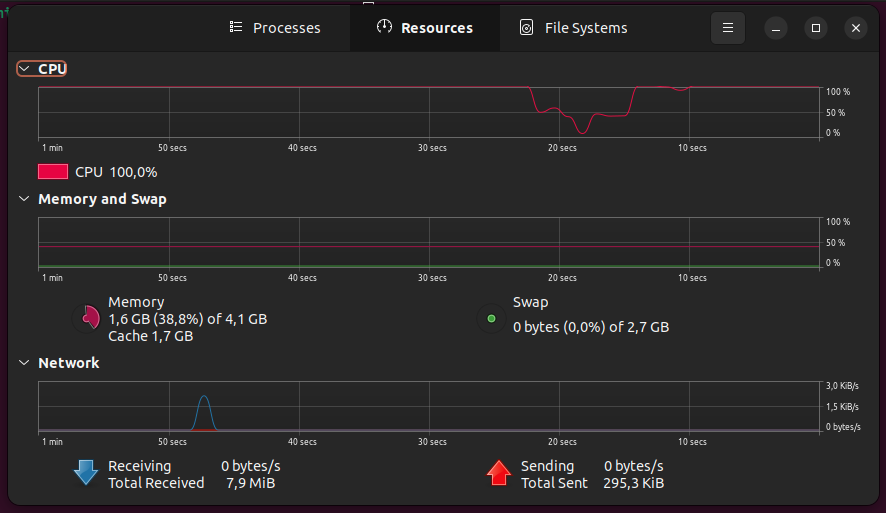 Processes
Resources
File Systems
CPU
100 %
50 %
0 %
1 min 50 secs 40 secs 30 secs 20 secs 10 secs
CPU 100,0%
Memory and Swap
100 %
50 %
0 %
1 min 50 secs 40 secs 30 secs 20 secs 10 secs
Memory
1,6 GB (38,8%) of 4,1 GB
Cache 1,7 GB
Swap
0 bytes (0,0%) of 2,7 GB
Network
3,0 KiB/s
1,5 KiB/s
0 bytes/s
1 min 50 secs 40 secs 30 secs 20 secs 10 secs
Receiving 0 bytes/s
Total Received 7,9 MiB
Sending 0 bytes/s
Total Sent 295,3 KiB